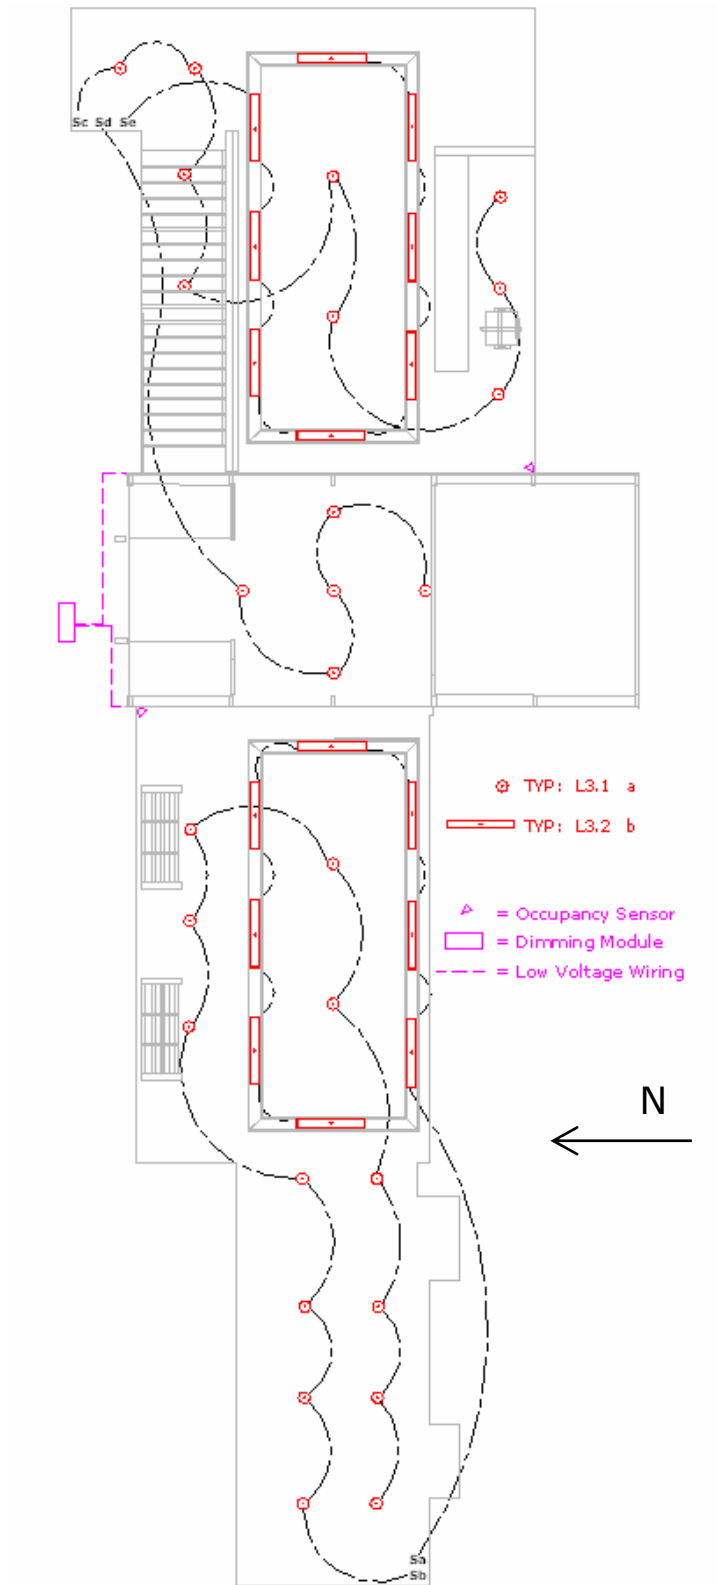 Sc Sd Se
TYP: L3.1 a
TYP: L3.2 b
= Occupancy Sensor
= Dimming Module
= Low Voltage Wiring
N
Sa
Sb